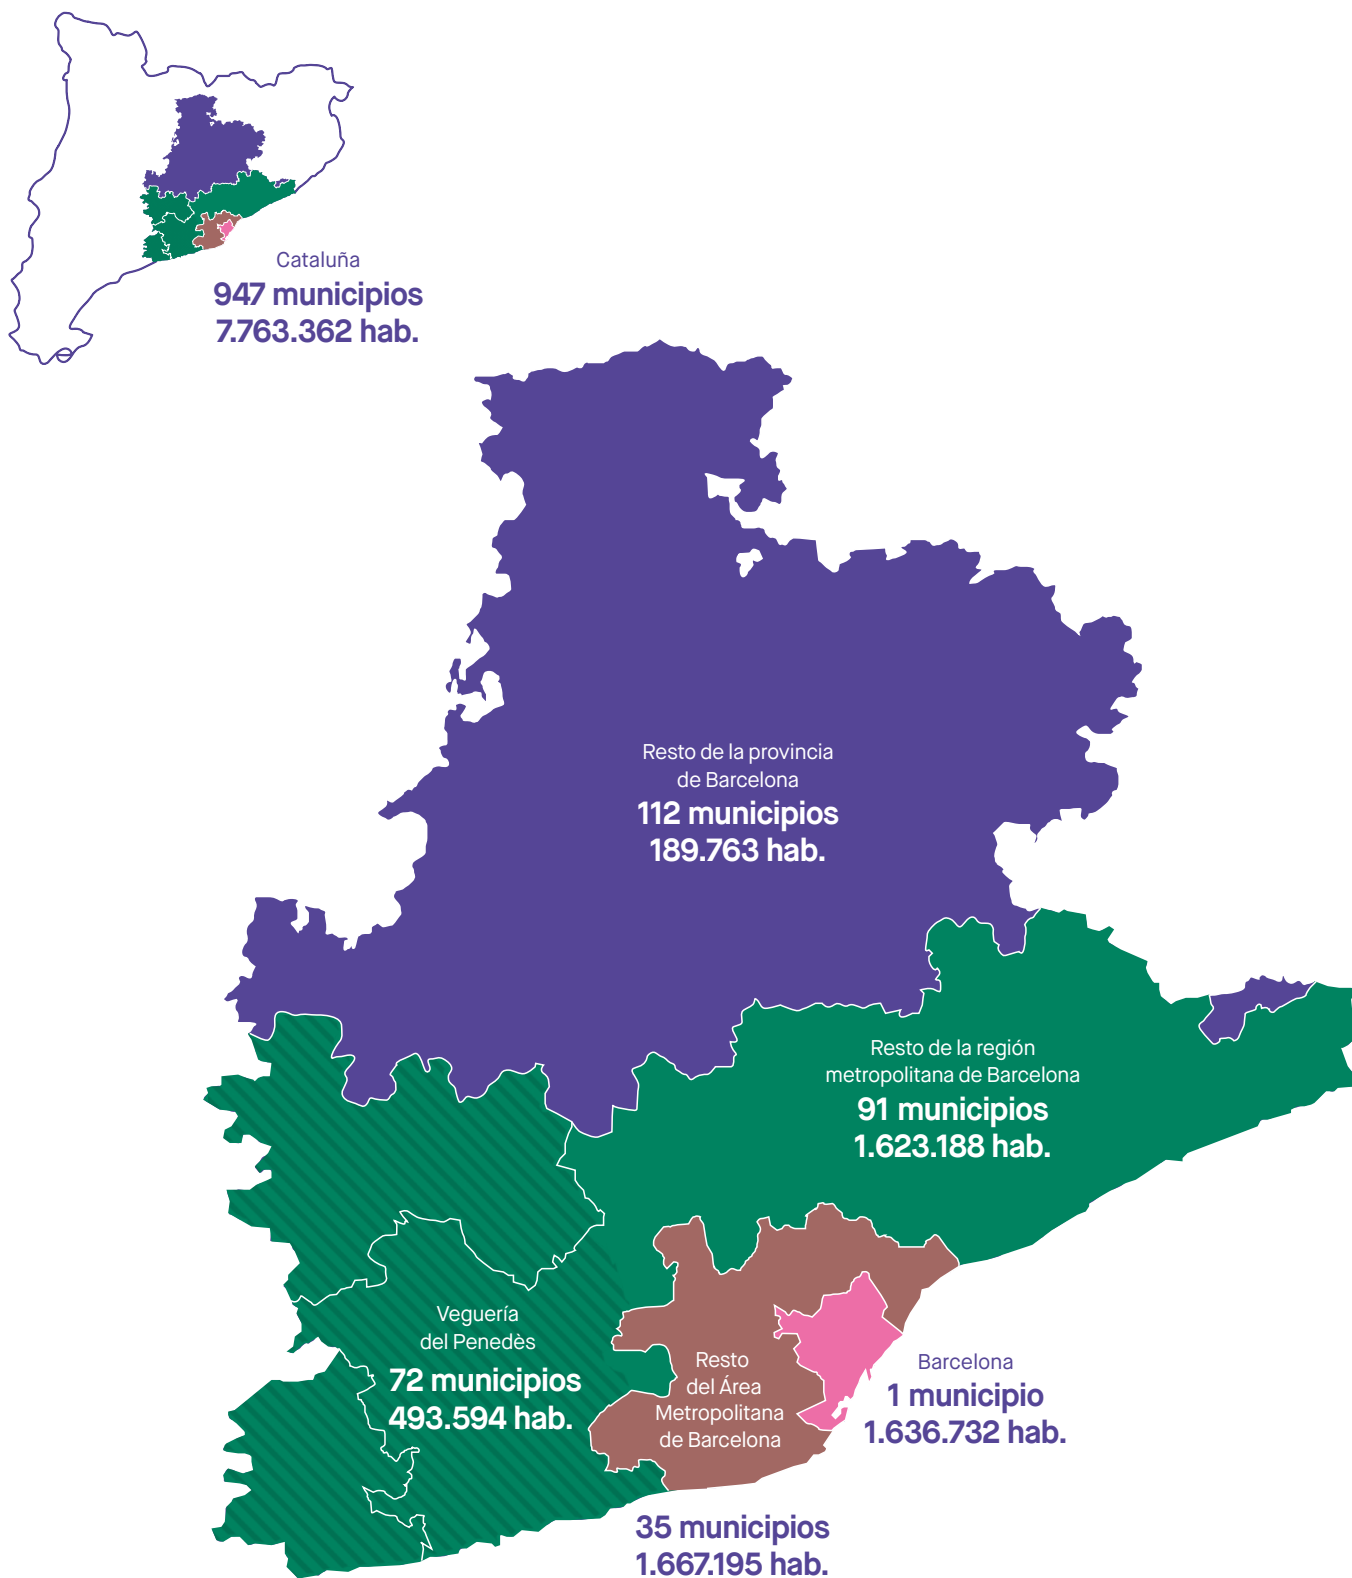 Cataluña
947 municipios
7.763.362 hab.
Resto de la provincia
de Barcelona
112 municipios
189.763 hab.
Resto de la región
metropolitana de Barcelona
91 municipios
1.623.188 hab.
Veguería
del Penedès
72 municipios
493.594 hab.
Resto
del Área
Metropolitana
de Barcelona
35 municipios
1.667.195 hab.
Barcelona
1 municipio
1.636.732 hab.